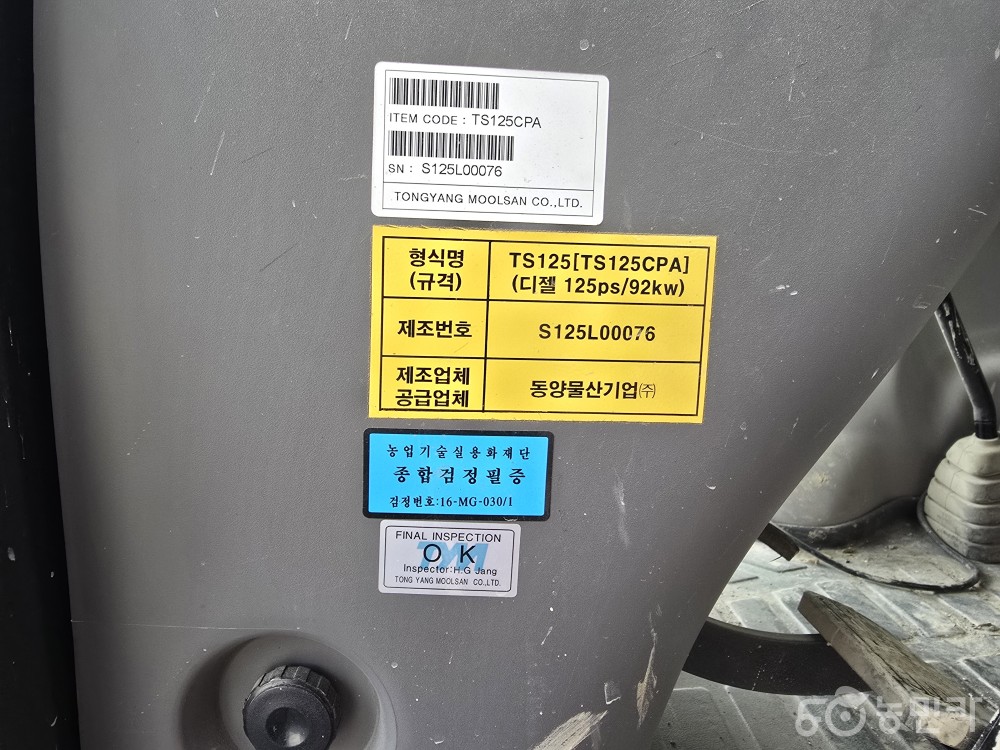 ITEM CODE : TS125CPA
SN : S125L00076
TONGYANG MOOLSAN CO.,LTD.
형식명
(규격)
TS125[TS125CPA]
(디젤 125ps/92kw)
제조번호
S125L00076
제조업체
공급업체
동양물산기업㈜
농업기술실용화재단
종합검정필증
검정번호:16-MG-030/1
FINAL INSPECTION
TYM
O K
Inspector:H.G Jang
TONG YANG MOOLSAN CO.,LTD.
농민락